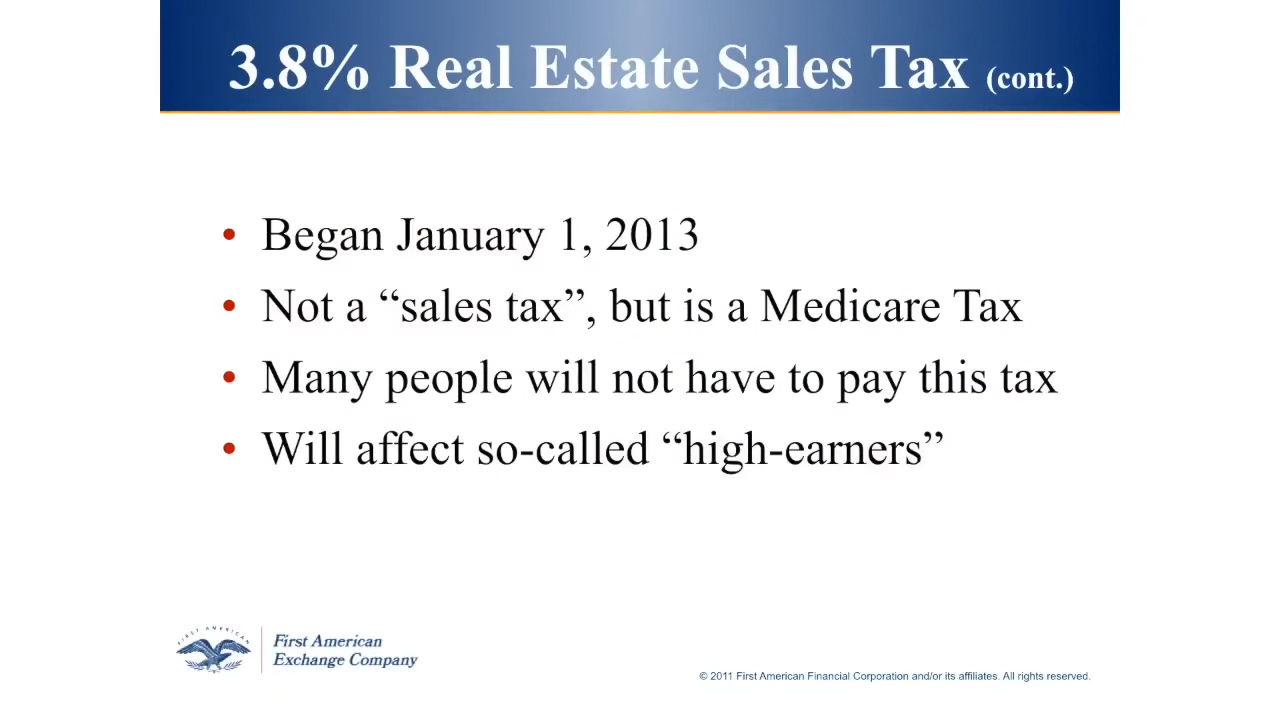 3.8% Real Estate Sales Tax (cont.)
• Began January 1, 2013
• Not a “sales tax”, but is a Medicare Tax
• Many people will not have to pay this tax
• Will affect so-called “high-earners”
FIRST AMERICAN
First American
Exchange Company
© 2011 First American Financial Corporation and/or its affiliates. All rights reserved.